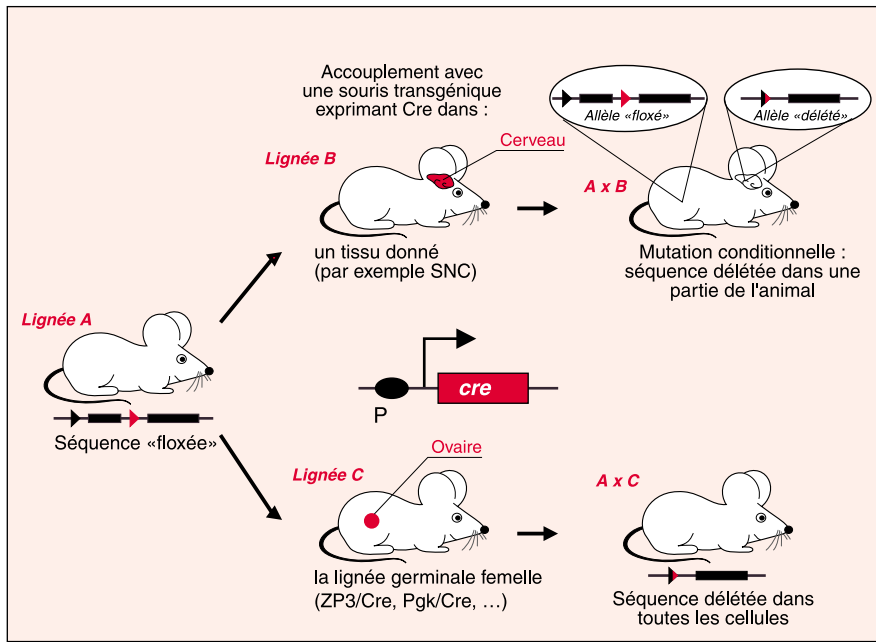 Accouplement avec
une souris transgénique
exprimant Cre dans :
Allèle «floxé»
Allèle «délété»
Lignée B
Cerveau
A x B
un tissu donné
(par exemple SNC)
Mutation conditionnelle :
séquence délétée dans une
partie de l'animal
Lignée A
Séquence «floxée»
cre
P
Ovaire
Lignée C
A x C
la lignée germinale femelle
(ZP3/Cre, Pgk/Cre, …)
Séquence délétée dans
toutes les cellules